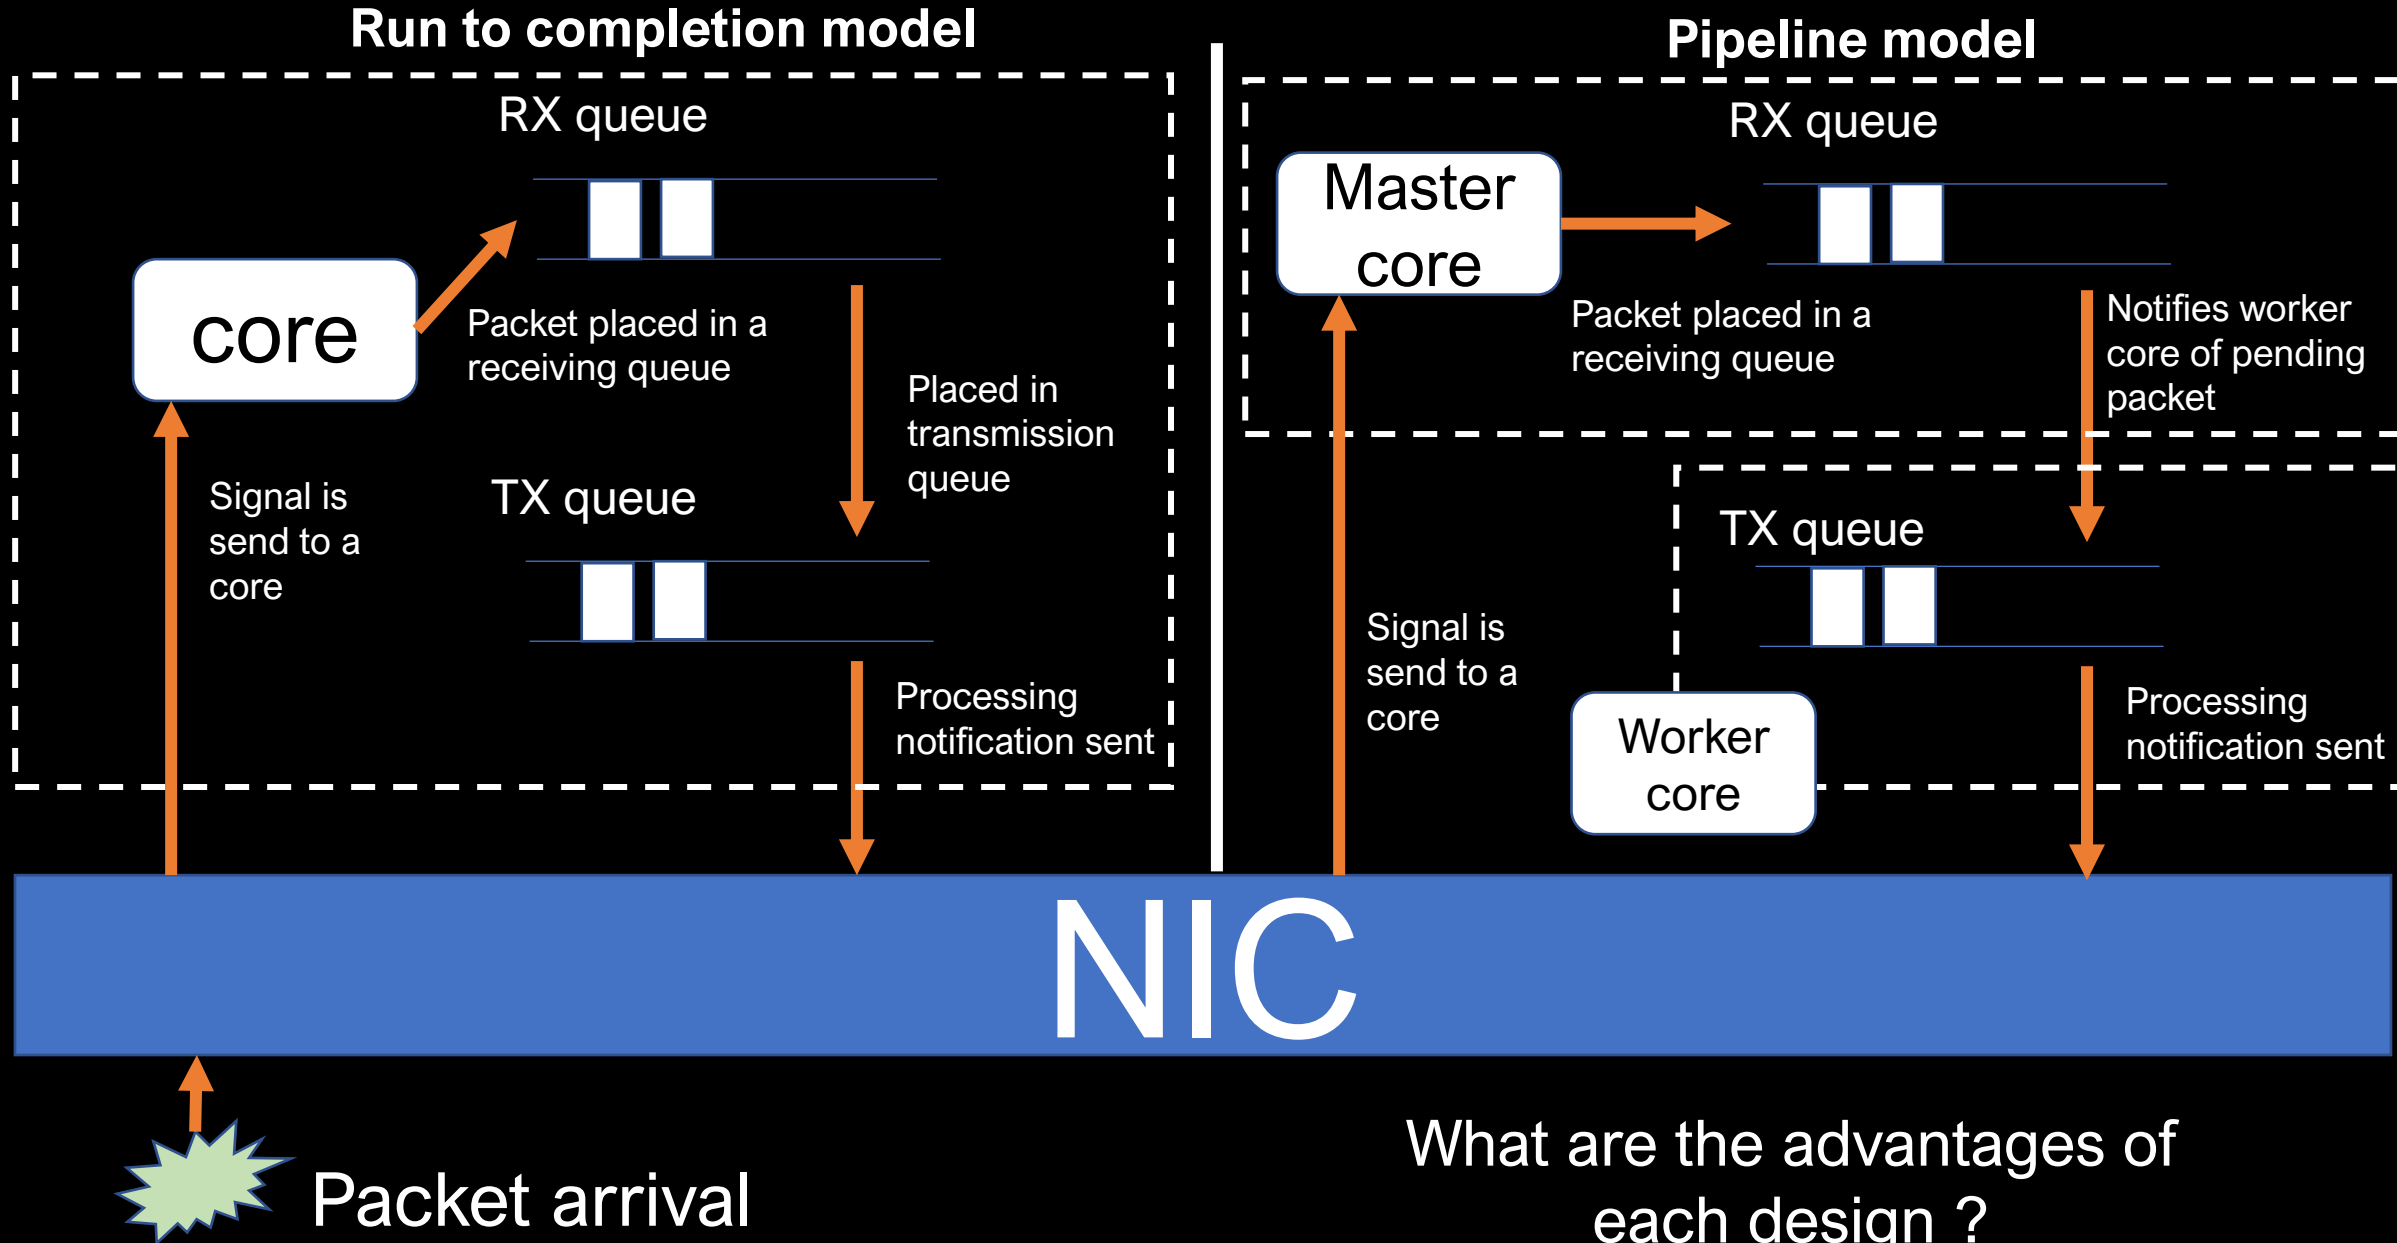 Run to completion model
RX queue
core
Packet placed in a
receiving queue
Placed in
transmission
queue
Signal is
send to a
core
TX queue
Processing
notification sent
Pipeline model
RX queue
Master
core
Packet placed in a
receiving queue
Notifies worker
core of pending
packet
TX queue
Signal is
send to a
core
Worker
core
Processing
notification sent
NIC
Packet arrival
What are the advantages of
each design ?